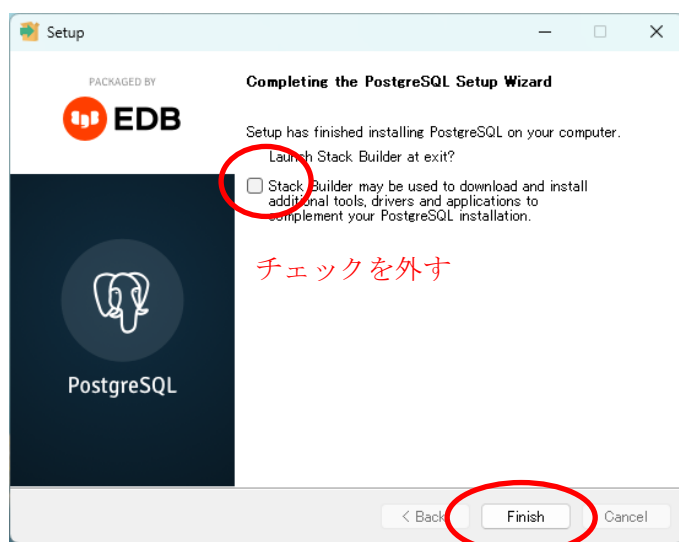 Setup
PACKAGED BY
EDB
PostgreSQL
Completing the PostgreSQL Setup Wizard
Setup has finished installing PostgreSQL on your computer.
Launch Stack Builder at exit?
Stack Builder may be used to download and install
additional tools, drivers and applications to
complement your PostgreSQL installation.
チェックを外す
< Back
Finish
Cancel